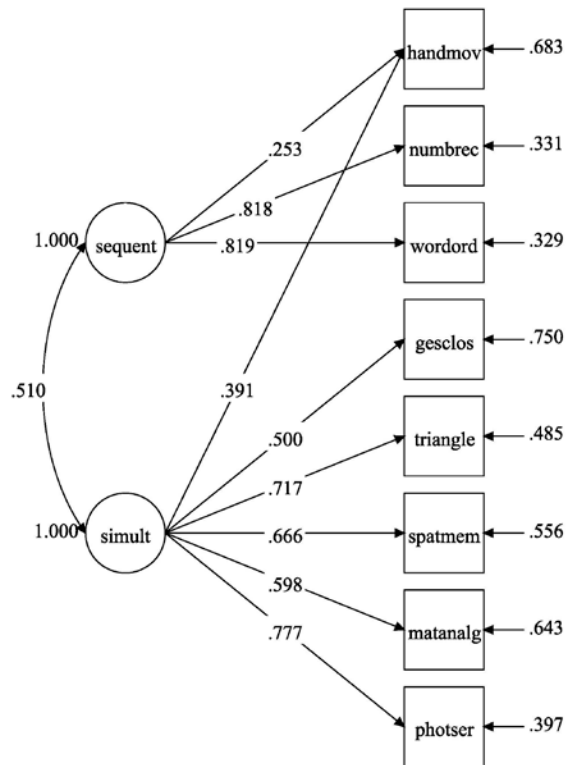 handmov
.683
.253
numbrec
.331
.818
1.000
sequent
.819
wordord
.329
gesclos
.750
.510
.391
.500
triangle
.485
.717
1.000
simult
.666
spatmem
.556
.598
matanalg
.643
.777
photser
.397